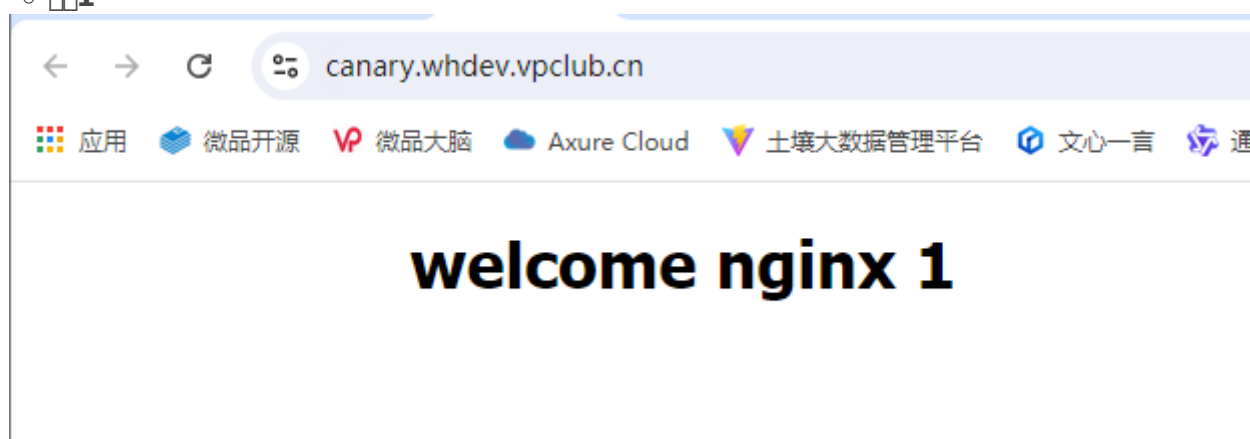 canary.whdev.vpclub.cn
应用 微品开源 微品大脑 Axure Cloud 土壤大数据管理平台 文心一言 通
welcome nginx 1